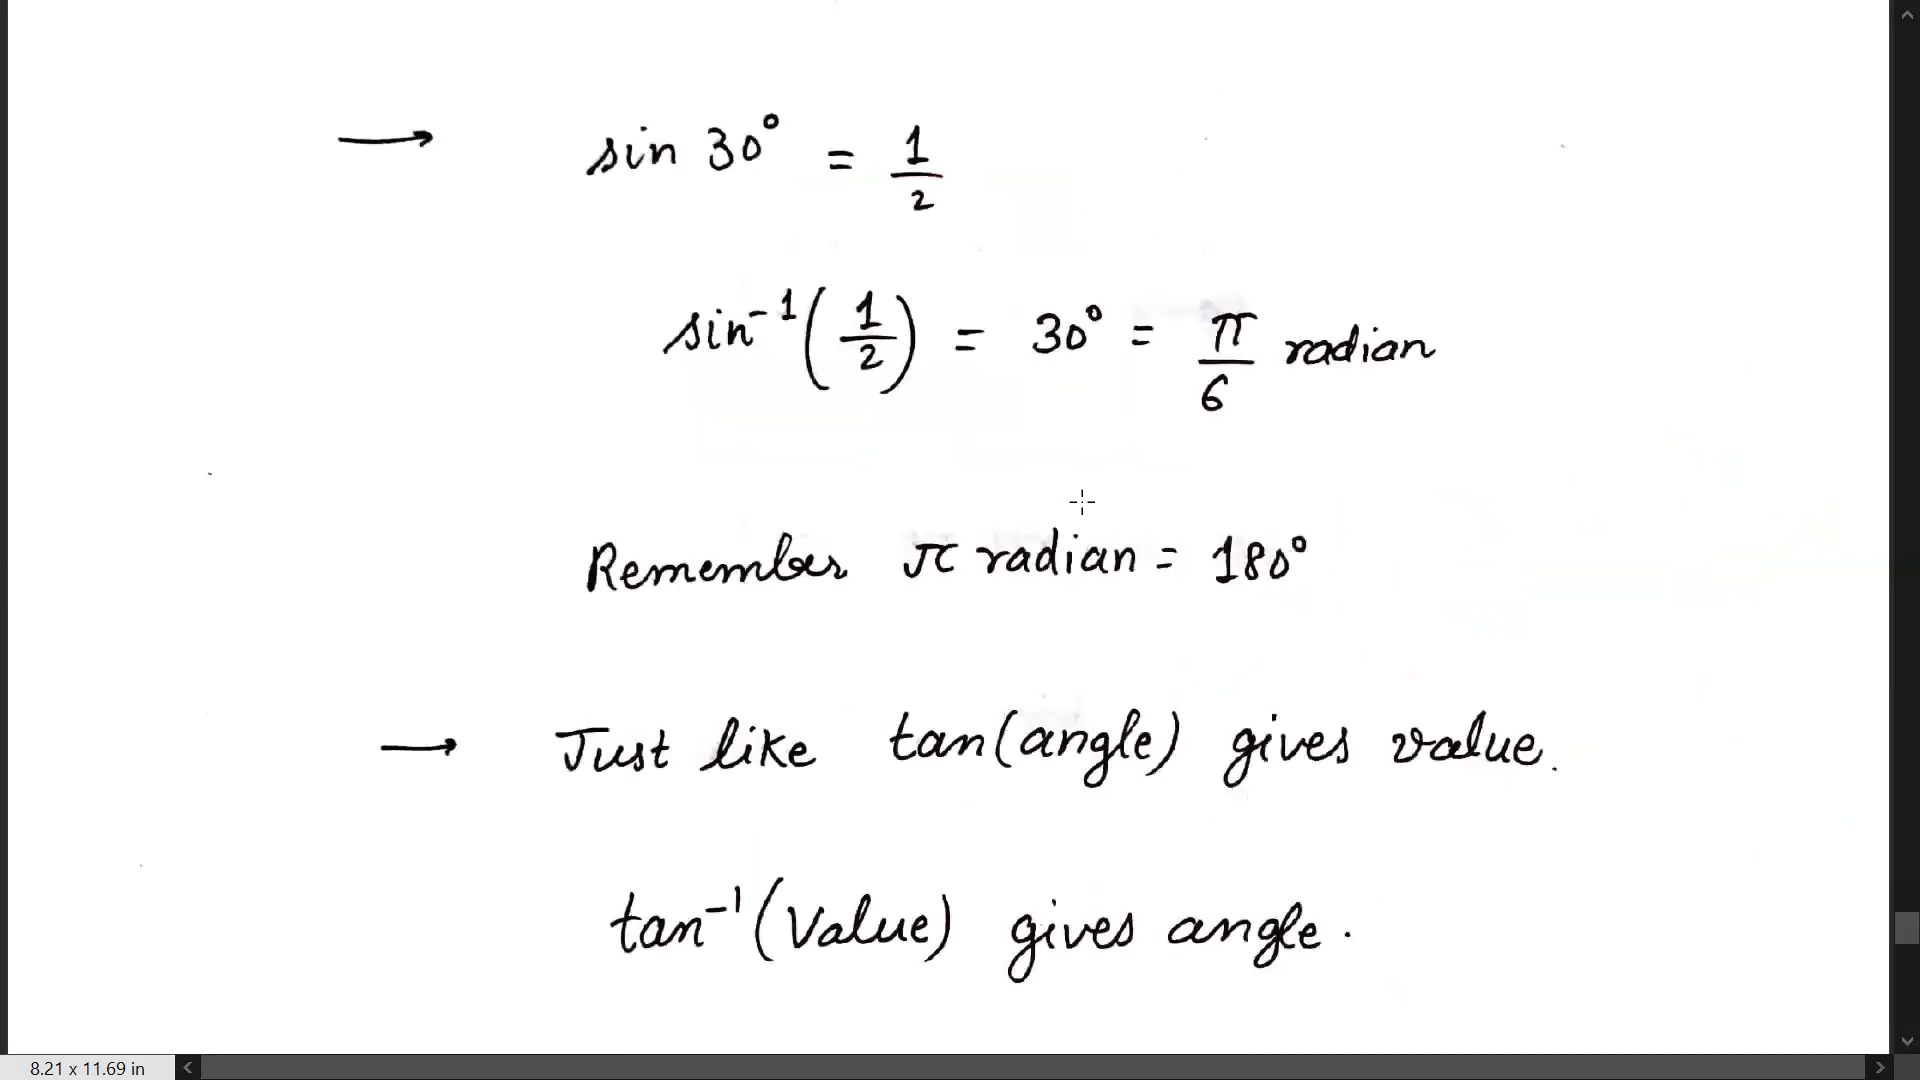 → sin 30° = 1/2
sin⁻¹(1/2) = 30° = π/6 radian
Remember π radian = 180°
→ Just like tan(angle) gives value.
tan⁻¹(Value) gives angle.
8.21 x 11.69 in